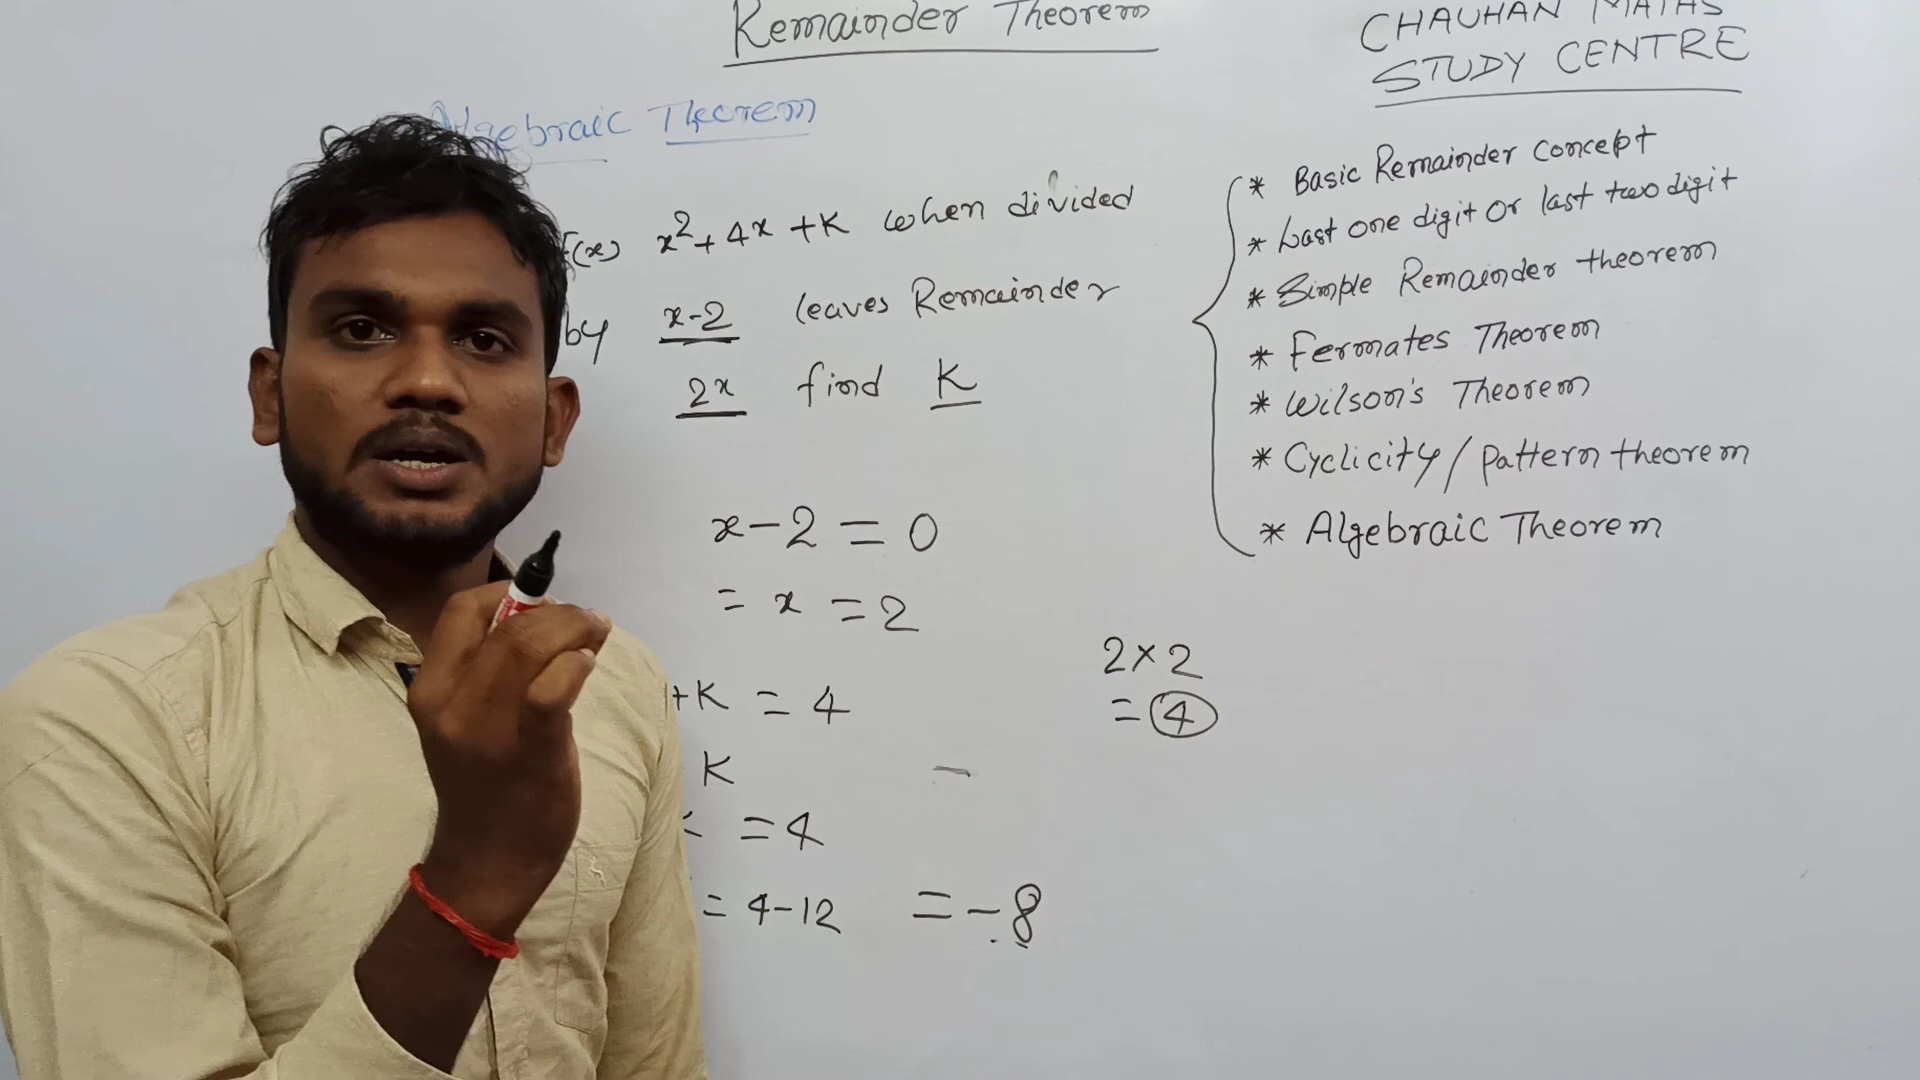 Remainder Theorem
CHAUHAN MATHS
STUDY CENTRE
Algebraic Theorem
f(x) x²+4x+K when divided
by x-2 leaves Remainder
2x find K
x-2=0
= x =2
+K = 4
K -
=4
= 4-12 = -8
2×2
= 4
* Basic Remainder concept
* Last one digit or last two digit
* Simple Remainder theorem
* Fermates Theorem
* Wilson's Theorem
* Cyclicity/pattern theorem
* Algebraic Theorem